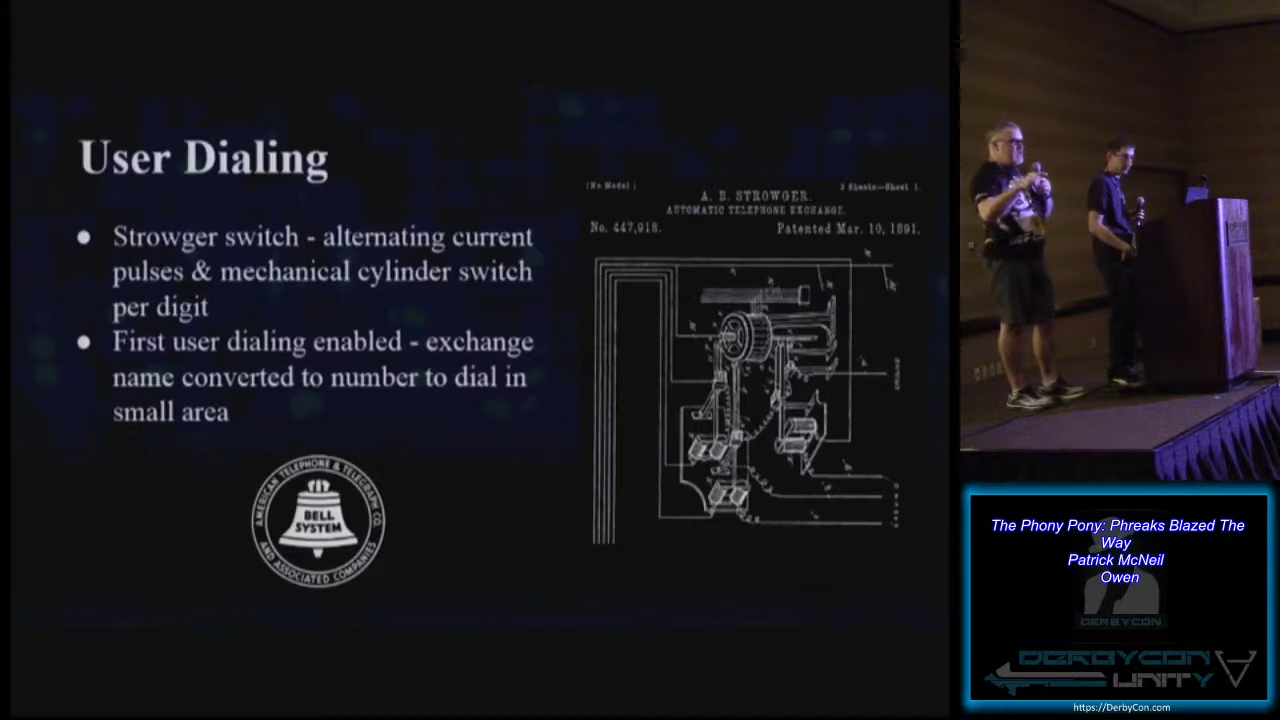 User Dialing
● Strowger switch - alternating current
pulses & mechanical cylinder switch
per digit
● First user dialing enabled - exchange
name converted to number to dial in
small area
AMERICAN TELEPHONE & TELEGRAPH CO.
BELL
SYSTEM
AND ASSOCIATED COMPANIES
(No Model.)
3 Sheets—Sheet 1.
A. B. STROWGER.
AUTOMATIC TELEPHONE EXCHANGE.
No. 447,918.
Patented Mar. 10, 1891.
The Phony Pony: Phreaks Blazed The
Way
Patrick McNeil
Owen
DERBYCON
DERBYCON
UNITY
https://DerbyCon.com